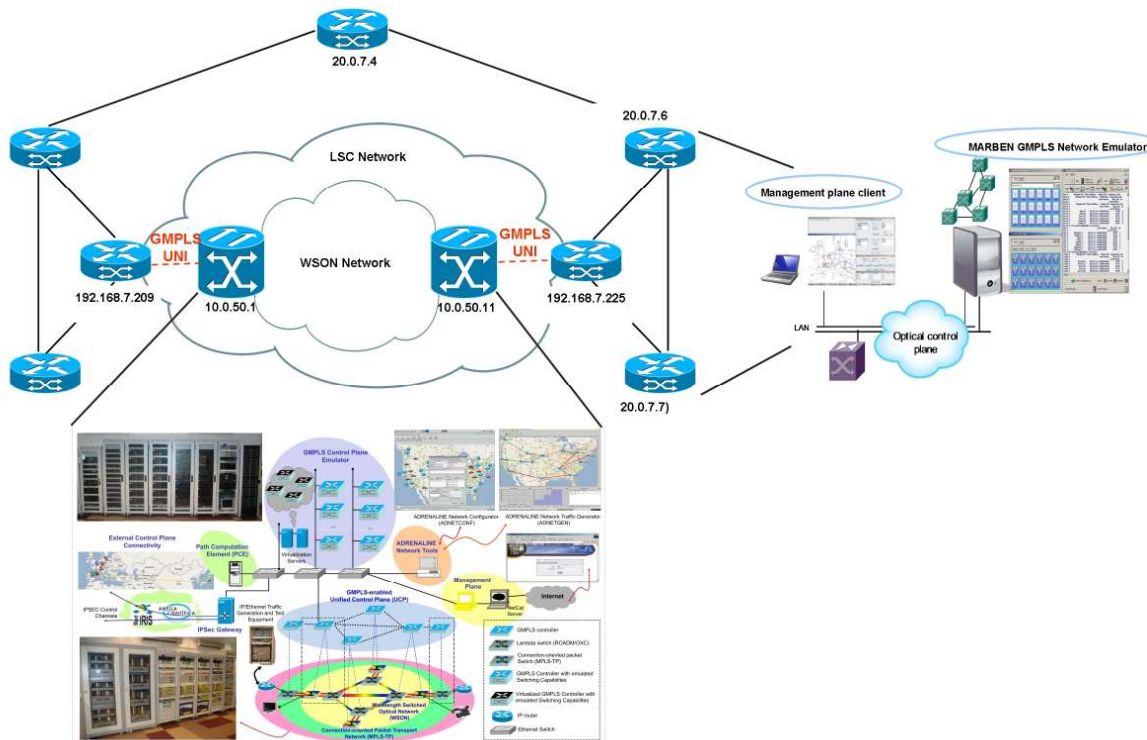 20.0.7.4
20.0.7.6
LSC Network
MARBEN GMPLS Network Emulator
Management plane client
GMPLS
UNI
WSON Network
GMPLS
UNI
192.168.7.209
10.0.50.1
10.0.50.11
192.168.7.225
LAN
Optical control
plane
20.0.7.7)
GMPLS Control Plane
Emulator
ADRENALINE Network Configurator
(ADNETCONF)
ADRENALINE Network Traffic Generator
(ADNETGEN)
External Control Plane
Connectivity
Path Computation
Element (PCE)
Virtualization
Servers
ADRENALINE
Network Tools
Management
Plane
Internet
NetCat
Server
GMPLS-enabled
Unified Control Plane (UCP)
IPSEC Control
Channels
IRIS
IPSec Gateway
IP/Ethernet Traffic
Generation and Test
Equipment
GMPLS controller
Lambda switch (ROADM/OXC)
Connection-oriented packet
Switch (MPLS-TP)
GMPLS Controller with emulated
Switching Capabilities
Virtualized GMPLS Controller with
emulated Switching Capabilities
IP router
Ethernet Switch
Wavelength Switched
Optical Network
(WSON)
Connection-oriented Packet Transport
Network (MPLS-TP)